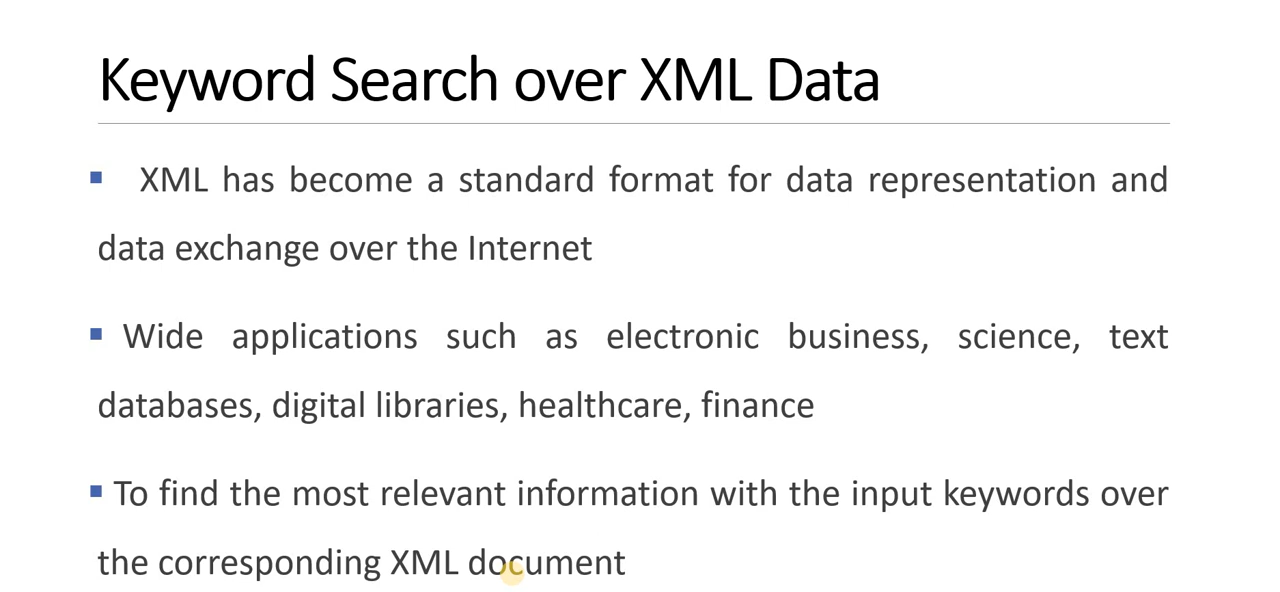 Keyword Search over XML Data
▪ XML has become a standard format for data representation and
data exchange over the Internet
▪ Wide applications such as electronic business, science, text
databases, digital libraries, healthcare, finance
▪ To find the most relevant information with the input keywords over
the corresponding XML document